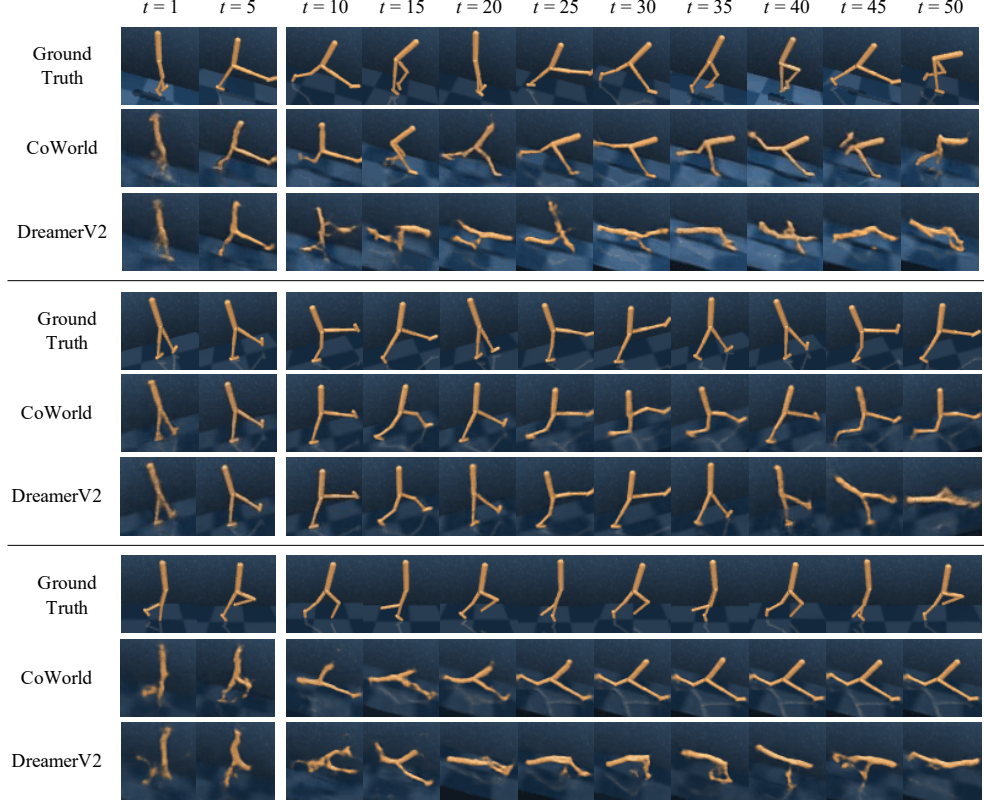 t = 1 t = 5 t = 10 t = 15 t = 20 t = 25 t = 30 t = 35 t = 40 t = 45 t = 50
Ground
Truth
CoWorld
DreamerV2
Ground
Truth
CoWorld
DreamerV2
Ground
Truth
CoWorld
DreamerV2